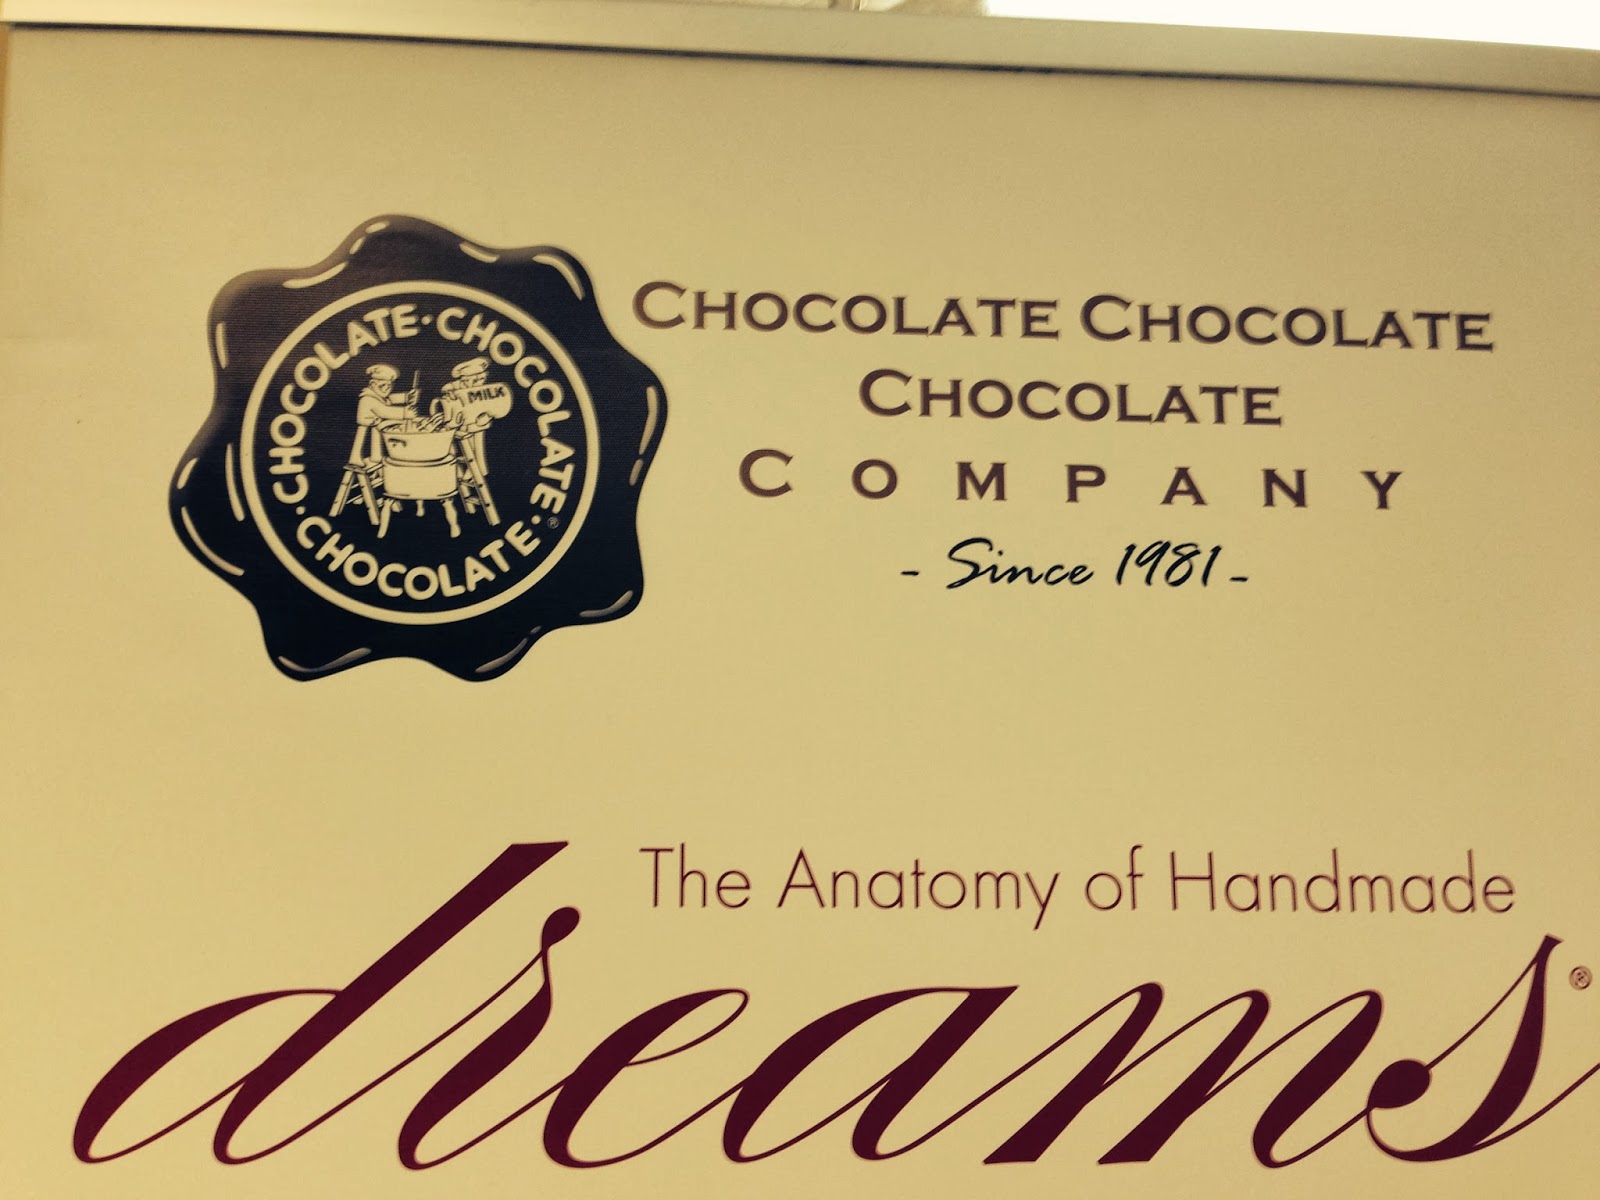 CHOCOLATE · CHOCOLATE · CHOCOLATE ·®
MILK
CHOCOLATE CHOCOLATE
CHOCOLATE
COMPANY
- Since 1981 -
The Anatomy of Handmade
dreams®